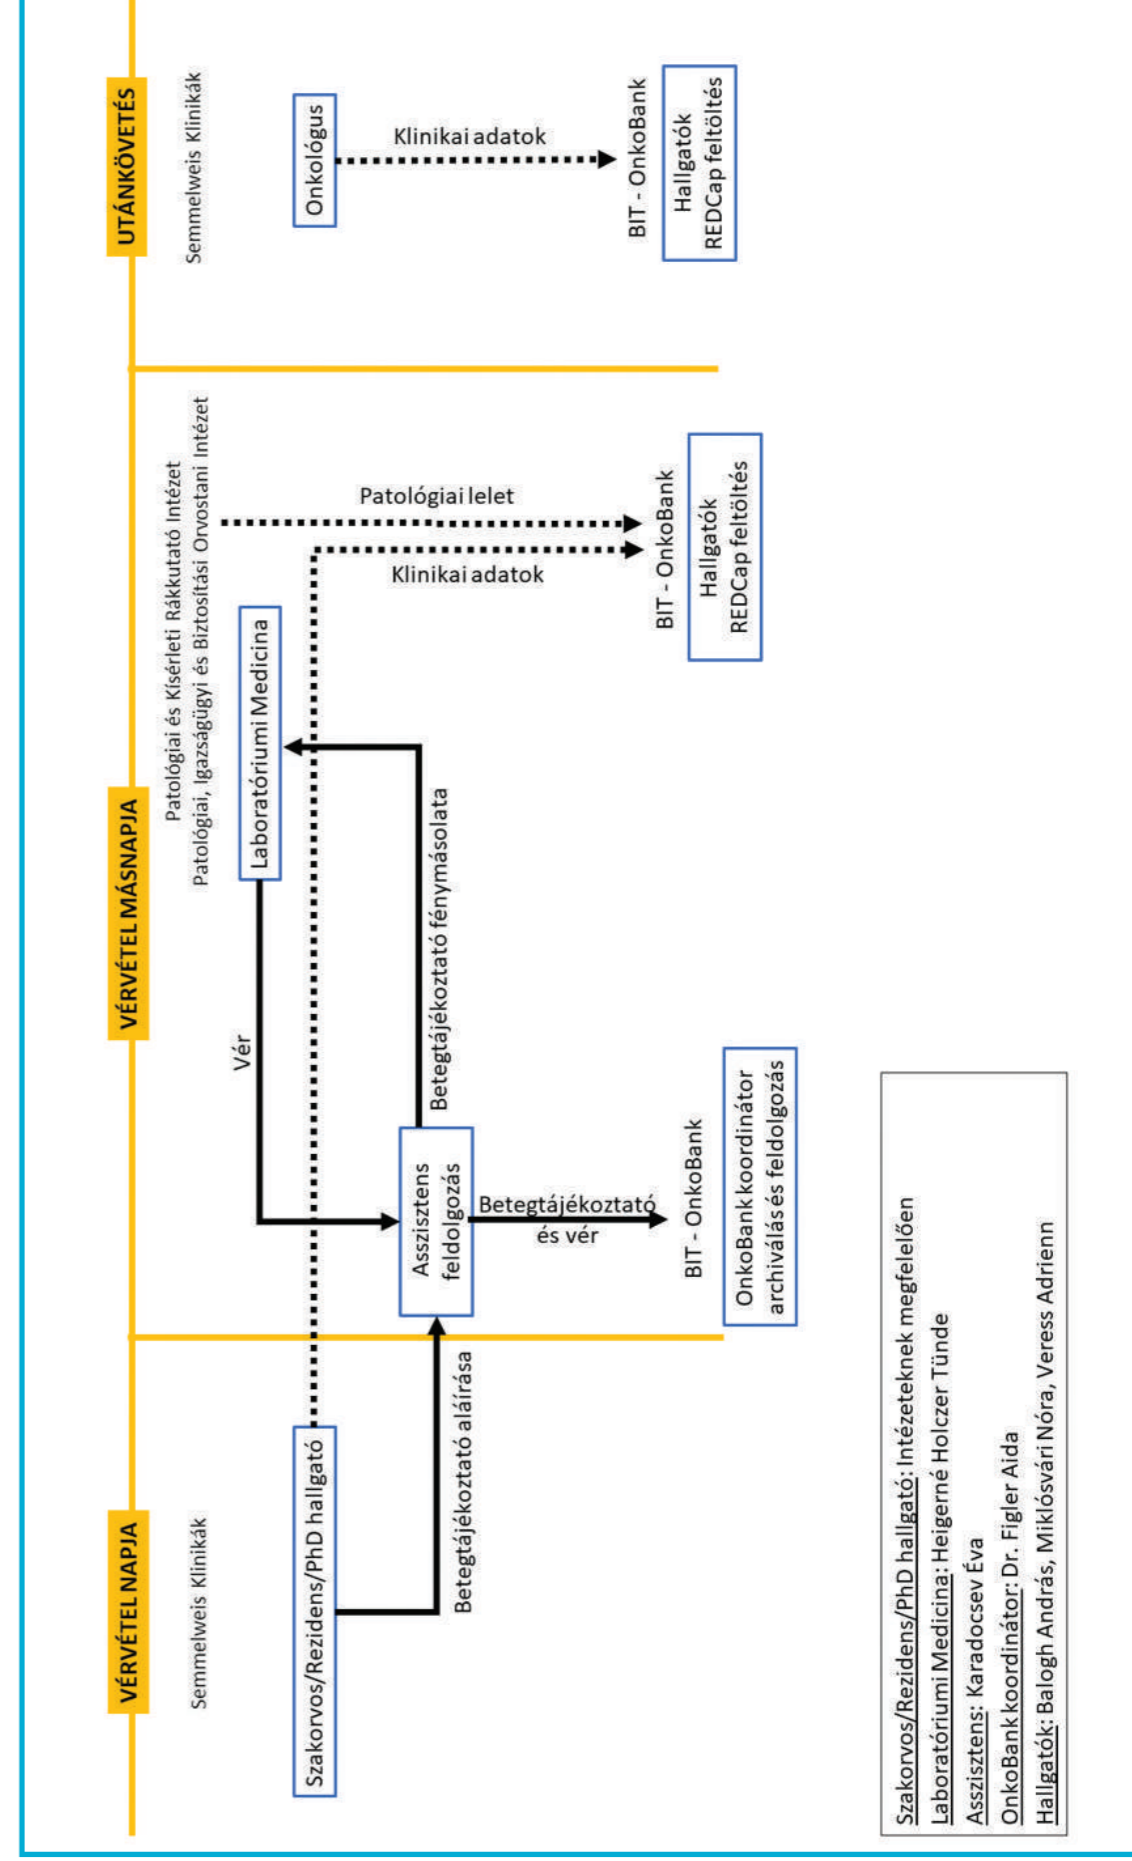 VÉRVÉTEL NAPJA
Semmelweis Klinikák
Szakorvos/Rezidens/PhD hallgató
Betegtájékoztató aláírása
VÉRVÉTEL MÁSNAPJA
Patológiai és Kísérleti Rákkutató Intézet
Patológiai, Igazságügyi és Biztosítási Orvostani Intézet
Laboratóriumi Medicina
Vér
Asszisztens
feldolgozás
Betegtájékoztató fénymásolata
Betegtájékoztató
és vér
BIT - OnkoBank
OnkoBank koordinátor
archiválás és feldolgozás
Patológiai lelet
Klinikai adatok
BIT - OnkoBank
Hallgatók
REDCap feltöltés
UTÁNKÖVETÉS
Semmelweis Klinikák
Onkológus
Klinikai adatok
BIT - OnkoBank
Hallgatók
REDCap feltöltés
Szakorvos/Rezidens/PhD hallgató: Intézeteknek megfelelően
Laboratóriumi Medicina: Heigerné Holczer Tünde
Asszisztens: Karadocsev Éva
OnkoBank koordinátor: Dr. Figler Aida
Hallgatók: Balogh András, Miklósvári Nóra, Veress Adrienn